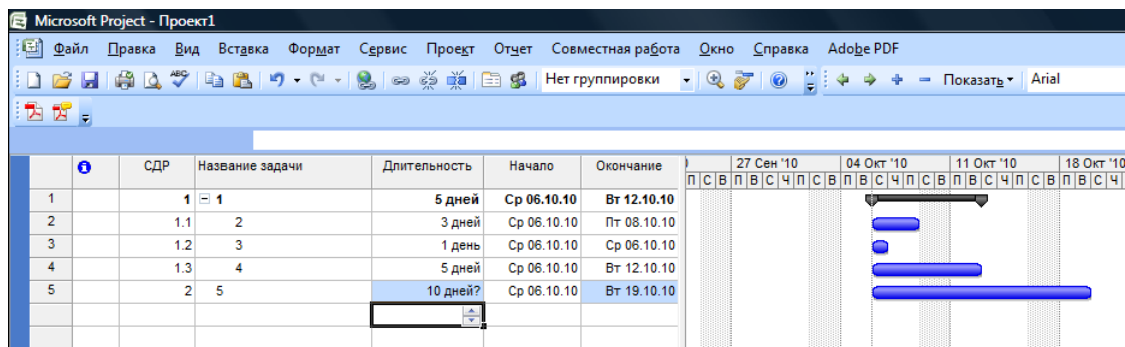 Microsoft Project - Проект1
Файл Правка Вид Вставка Формат Сервис Проект Отчет Совместная работа Окно Справка Adobe PDF
ABC Нет группировки Показать Arial
СДР Название задачи Длительность Начало Окончание 27 Сен '10 04 Окт '10 11 Окт '10 18 Окт '10
П С В П В С Ч П С В П В С Ч П С В П В С Ч П С В П В С Ч
1 1 1 5 дней Ср 06.10.10 Вт 12.10.10
2 1.1 2 3 дней Ср 06.10.10 Пт 08.10.10
3 1.2 3 1 день Ср 06.10.10 Ср 06.10.10
4 1.3 4 5 дней Ср 06.10.10 Вт 12.10.10
5 2 5 10 дней? Ср 06.10.10 Вт 19.10.10